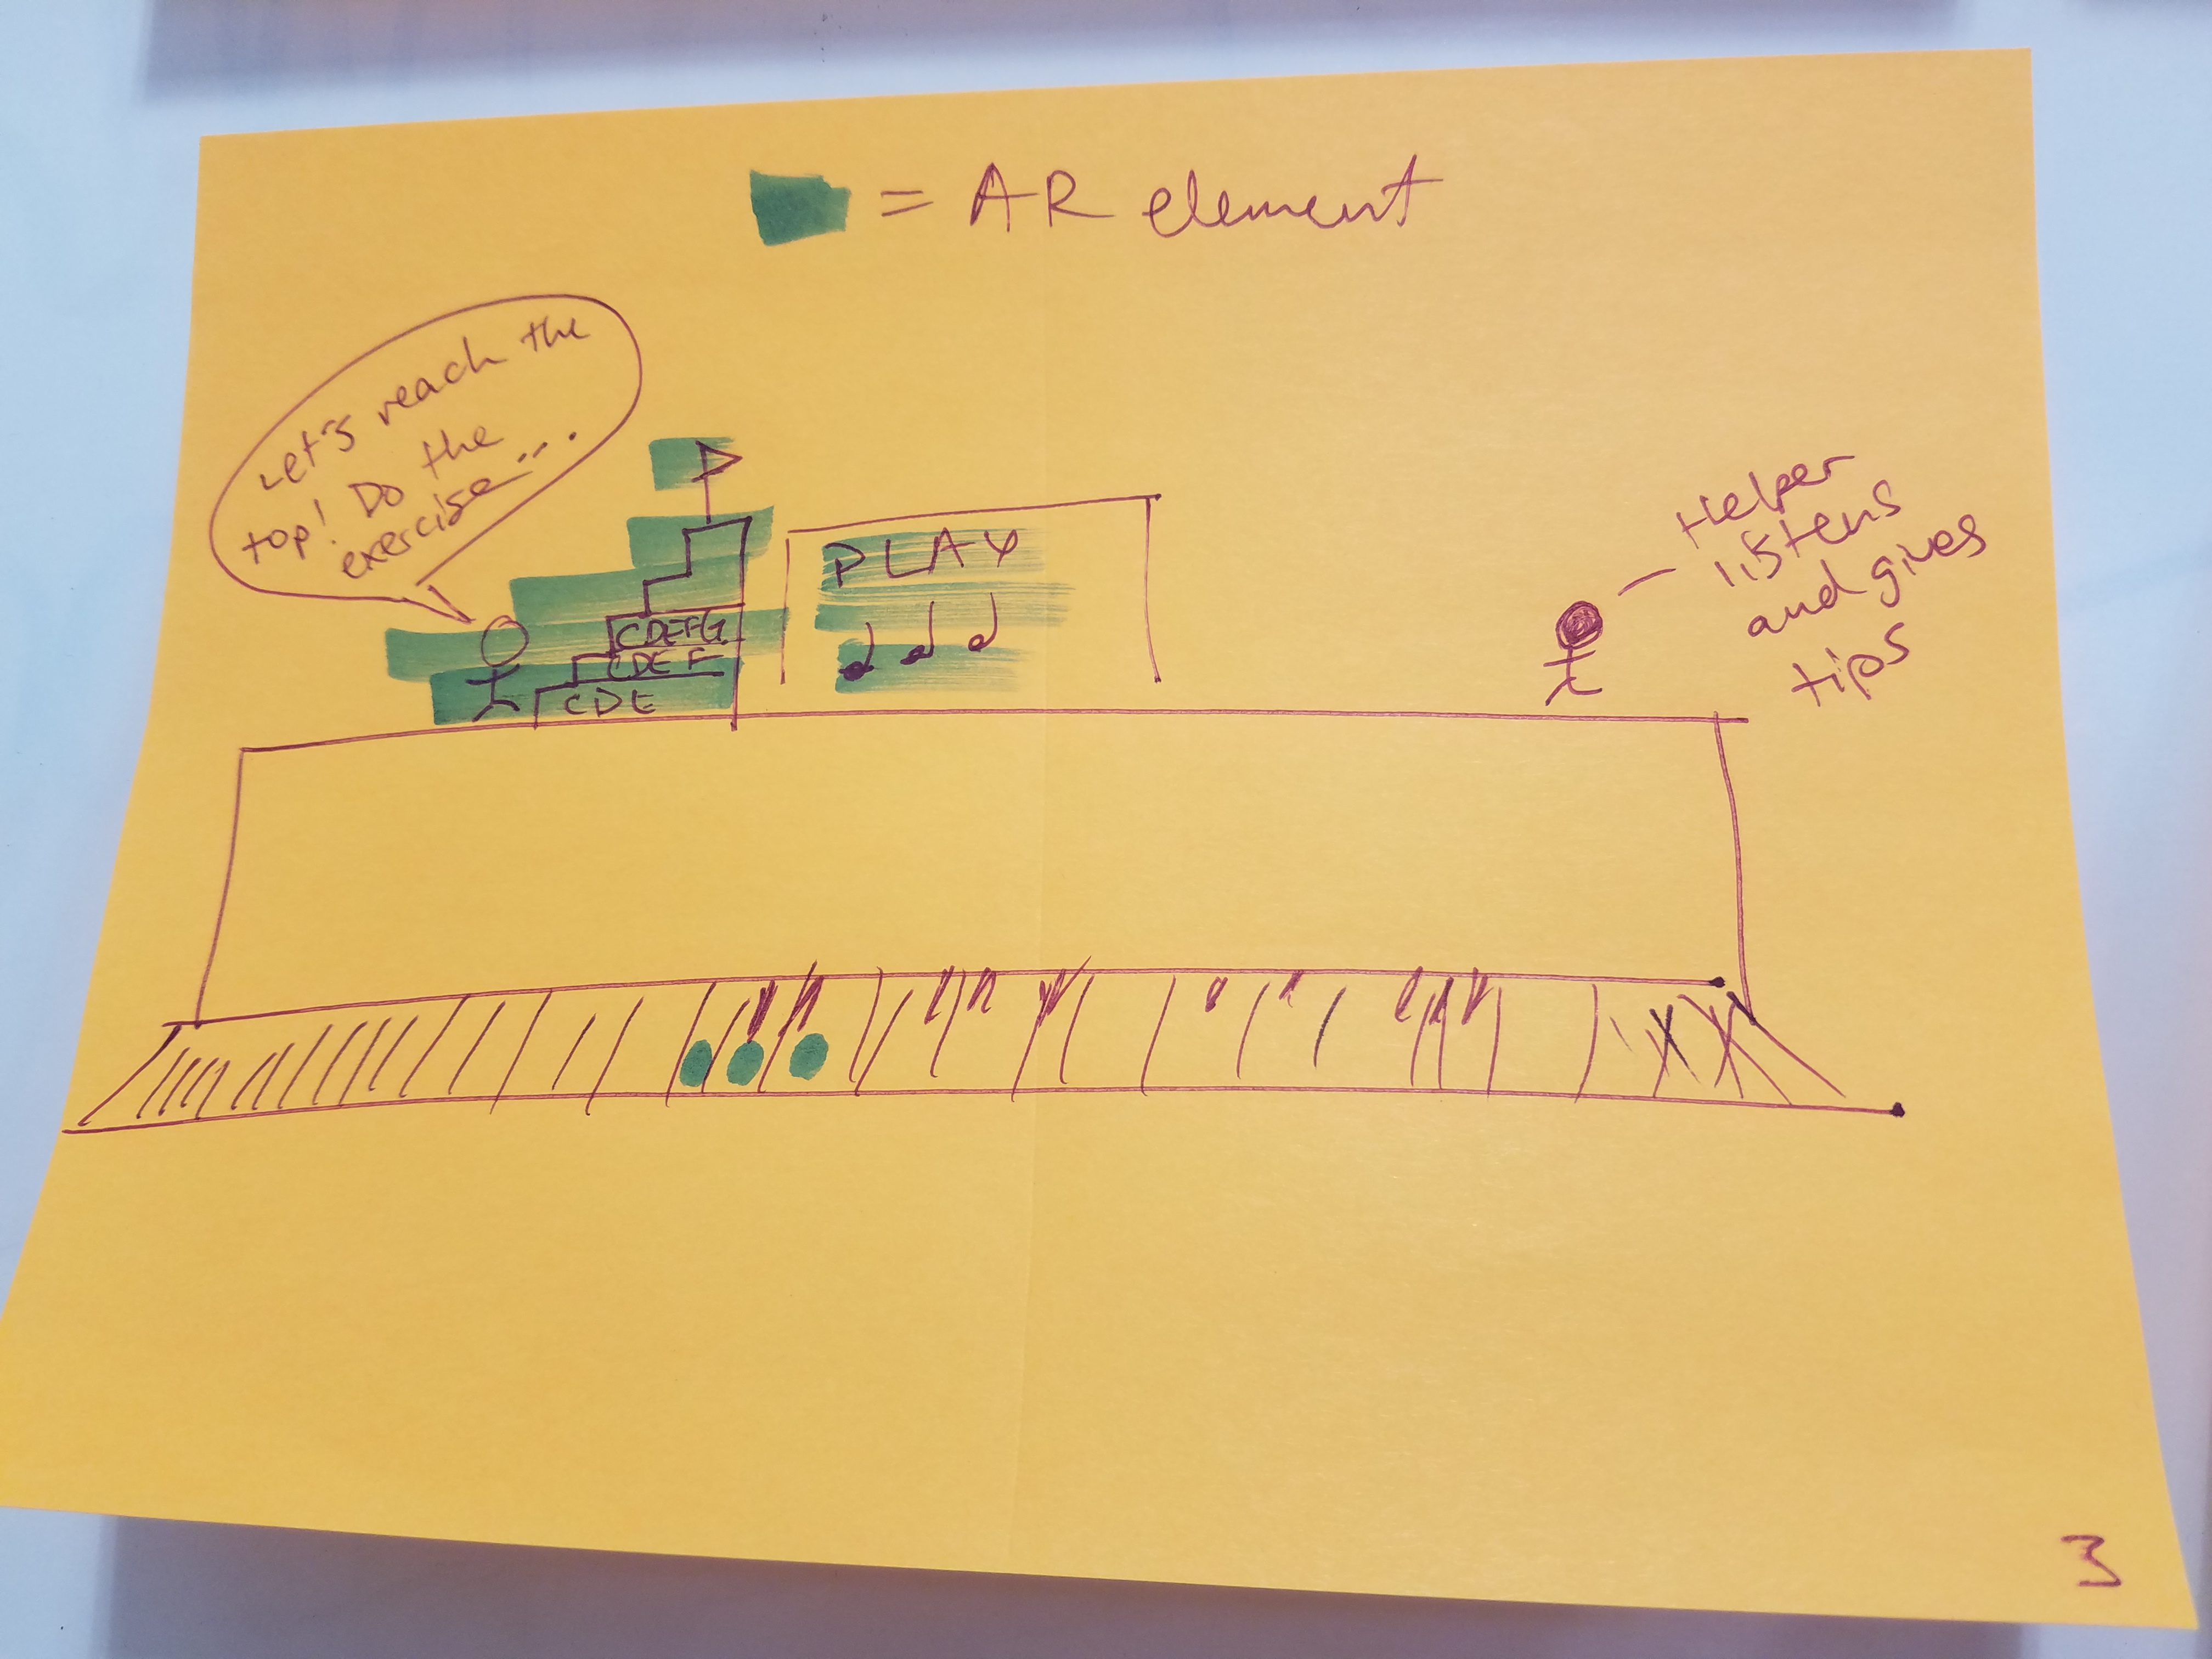 = AR element
Let's reach the
top! Do the
exercise...
PLAY
CDEFG
CDEF
CDE
Helper
listens
and gives
tips
3